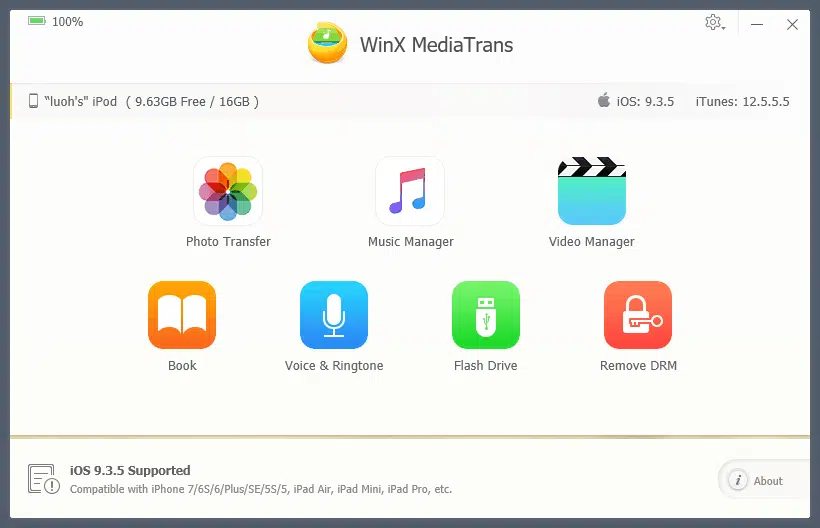 100%
WinX MediaTrans
"luoh's" iPod ( 9.63GB Free / 16GB ) iOS: 9.3.5 iTunes: 12.5.5.5
Photo Transfer Music Manager Video Manager
Book Voice & Ringtone Flash Drive Remove DRM
iOS 9.3.5 Supported
Compatible with iPhone 7/6S/6/Plus/SE/5S/5, iPad Air, iPad Mini, iPad Pro, etc.
About